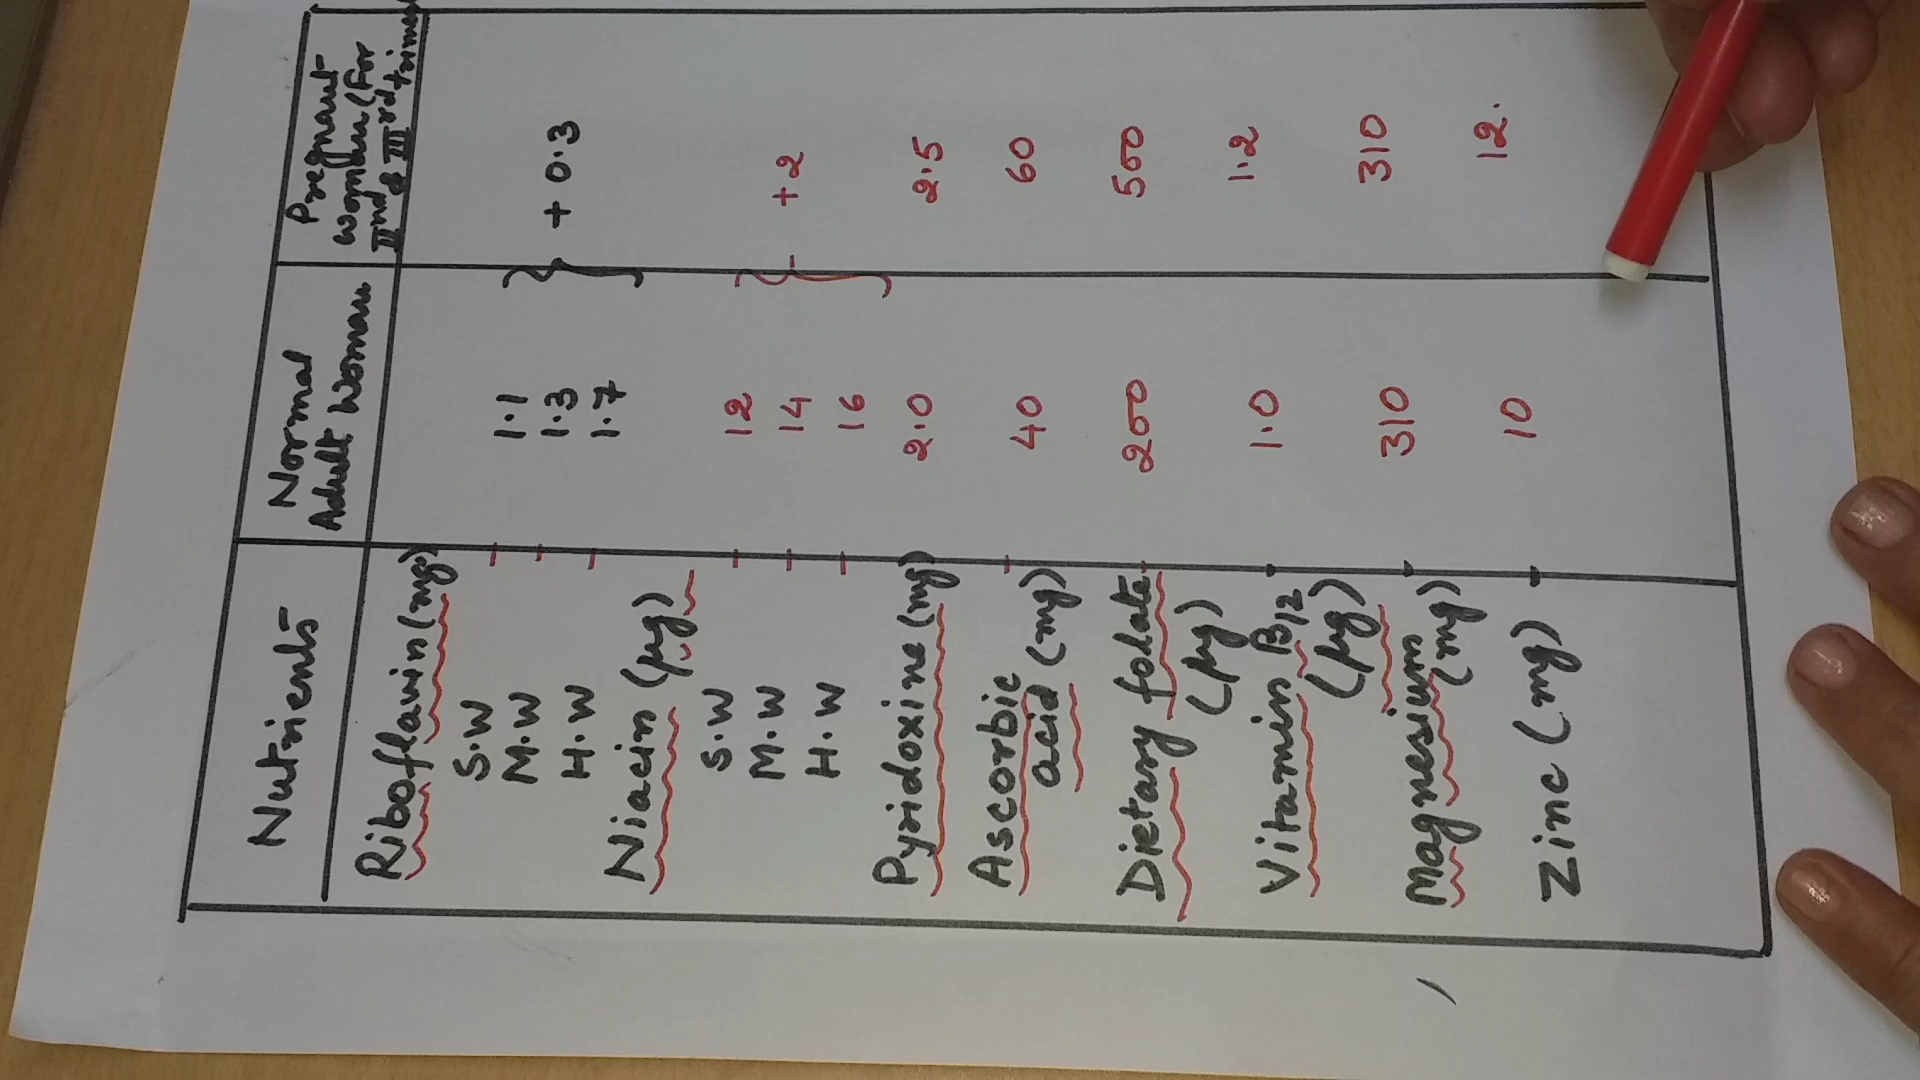 Nutrients Normal Adult Woman Pregnant Woman (For IInd & IIIrd trimes
Riboflavin (mg)
S.W 1.1
M.W 1.3 + 0.3
H.W 1.7
Niacin (µg)
S.W 12
M.W 14 + 2
H.W 16
Pyridoxine (mg) 2.0 2.5
Ascorbic acid (mg) 40 60
Dietary folate (µg) 200 500
Vitamin B12 (µg) 1.0 1.2
Magnesium (mg) 310 310
Zinc (mg) 10 12.